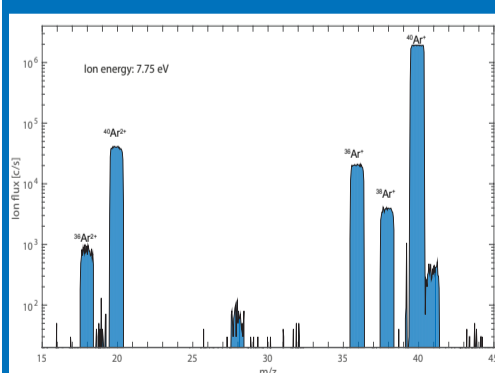 ⁴⁰Ar⁺
10⁶
Ion energy: 7.75 eV
10⁵
⁴⁰Ar²⁺
³⁶Ar⁺
10⁴
³⁸Ar⁺
³⁶Ar²⁺
10³
10²
Ion flux [c/s]
15 20 25 30 35 40 45
m/z